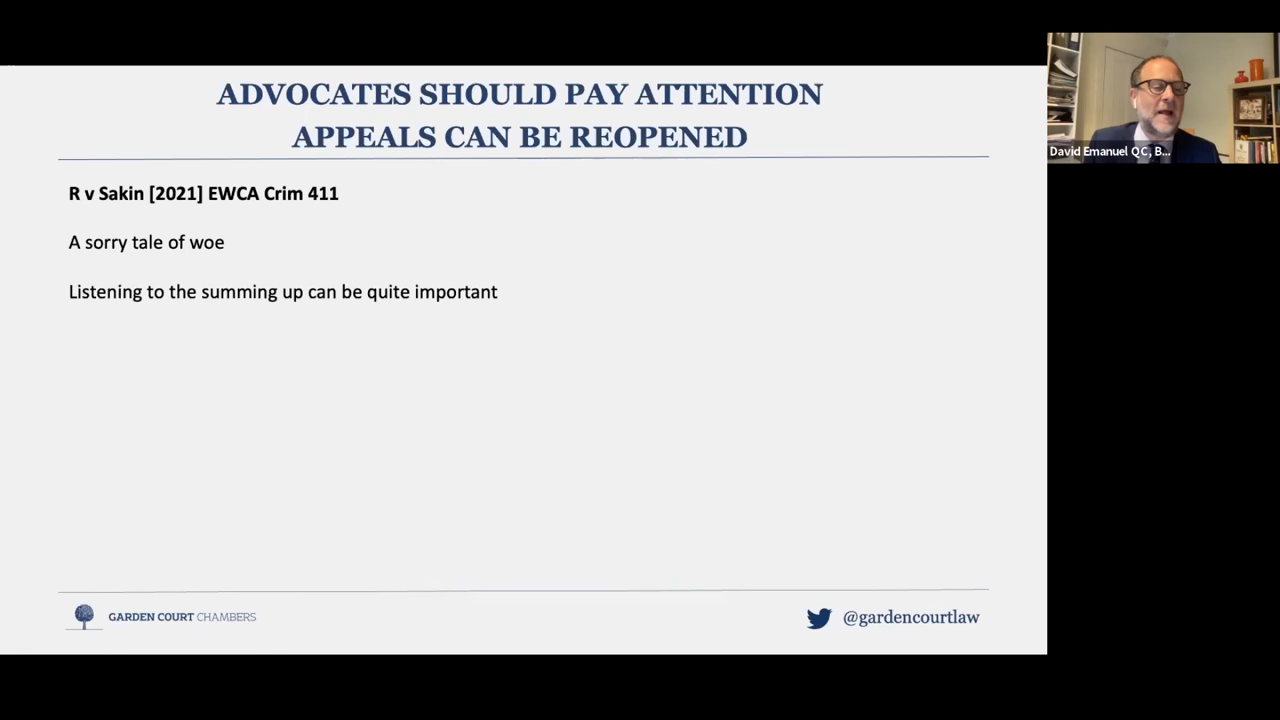 ADVOCATES SHOULD PAY ATTENTION
APPEALS CAN BE REOPENED
R v Sakin [2021] EWCA Crim 411
A sorry tale of woe
Listening to the summing up can be quite important
GARDEN COURT CHAMBERS
@gardencourtlaw
David Emanuel QC, B...